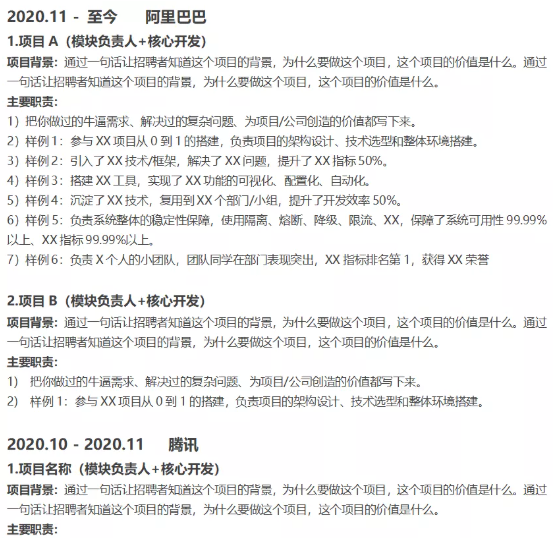 2020.11 - 至今 阿里巴巴
1.项目 A（模块负责人+核心开发）
项目背景：通过一句话让招聘者知道这个项目的背景，为什么要做这个项目，这个项目的价值是什么。通过
一句话让招聘者知道这个项目的背景，为什么要做这个项目，这个项目的价值是什么。
主要职责：
1）把你做过的牛逼需求、解决过的复杂问题、为项目/公司创造的价值都写下来。
2）样例 1：参与 XX 项目从 0 到 1 的搭建，负责项目的架构设计、技术选型和整体环境搭建。
3）样例 2：引入了 XX 技术/框架，解决了 XX 问题，提升了 XX 指标 50%。
4）样例 3：搭建 XX 工具，实现了 XX 功能的可视化、配置化、自动化。
5）样例 4：沉淀了 XX 技术，复用到 XX 个部门/小组，提升了开发效率 50%。
6）样例 5：负责系统整体的稳定性保障，使用隔离、熔断、降级、限流、XX，保障了系统可用性 99.99%
以上、XX 指标 99.99%以上。
7）样例 6：负责 X 个人的小团队，团队同学在部门表现突出，XX 指标排名第 1，获得 XX 荣誉
2.项目 B（模块负责人+核心开发）
项目背景：通过一句话让招聘者知道这个项目的背景，为什么要做这个项目，这个项目的价值是什么。通过
一句话让招聘者知道这个项目的背景，为什么要做这个项目，这个项目的价值是什么。
主要职责：
1） 把你做过的牛逼需求、解决过的复杂问题、为项目/公司创造的价值都写下来。
2） 样例 1：参与 XX 项目从 0 到 1 的搭建，负责项目的架构设计、技术选型和整体环境搭建。
2020.10 - 2020.11 腾讯
1.项目名称（模块负责人+核心开发）
项目背景：通过一句话让招聘者知道这个项目的背景，为什么要做这个项目，这个项目的价值是什么。通过
一句话让招聘者知道这个项目的背景，为什么要做这个项目，这个项目的价值是什么。
主要职责：